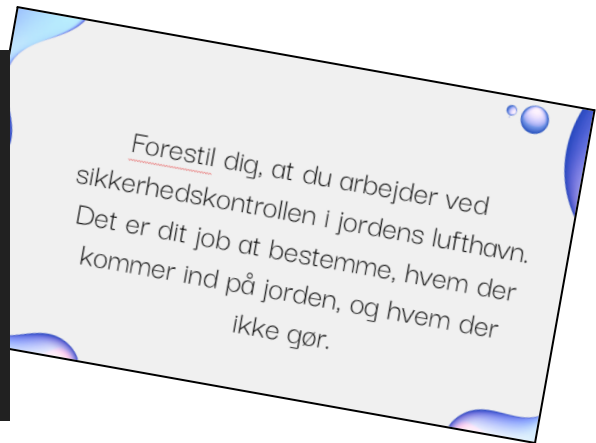 Forestil dig, at du arbejder ved
sikkerhedskontrollen i jordens lufthavn.
Det er dit job at bestemme, hvem der
kommer ind på jorden, og hvem der
ikke gør.